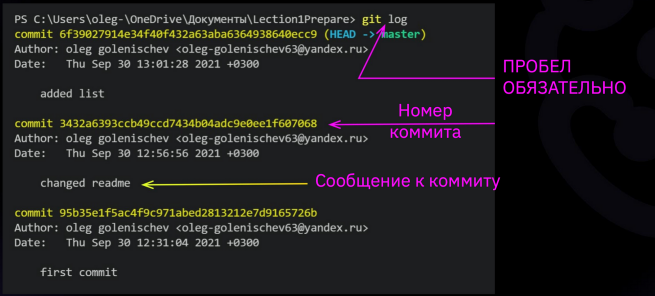 PS C:\Users\oleg-\OneDrive\Документы\Lection1Prepare> git log
commit 6f39027914e34f40f432a63aba6364938640ecc9 (HEAD -> master)
Author: oleg golenischev <oleg-golenischev63@yandex.ru>
Date:   Thu Sep 30 13:01:28 2021 +0300
ПРОБЕЛ
ОБЯЗАТЕЛЬНО
added list
Номер
коммита
commit 3432a6393ccb49ccd7434b04adc9e0ee1f607068
Author: oleg golenischev <oleg-golenischev63@yandex.ru>
Date:   Thu Sep 30 12:56:56 2021 +0300
changed readme
Сообщение к коммиту
commit 95b35e1f5ac4f9c971abed2813212e7d9165726b
Author: oleg golenischev <oleg-golenischev63@yandex.ru>
Date:   Thu Sep 30 12:31:04 2021 +0300
first commit